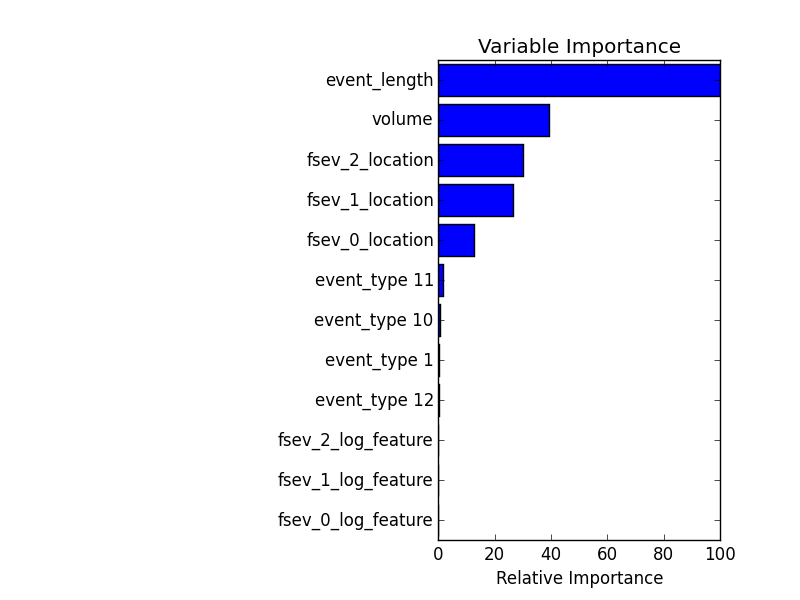 Variable Importance
event_length
volume
fsev_2_location
fsev_1_location
fsev_0_location
event_type 11
event_type 10
event_type 1
event_type 12
fsev_2_log_feature
fsev_1_log_feature
fsev_0_log_feature
0 20 40 60 80 100
Relative Importance